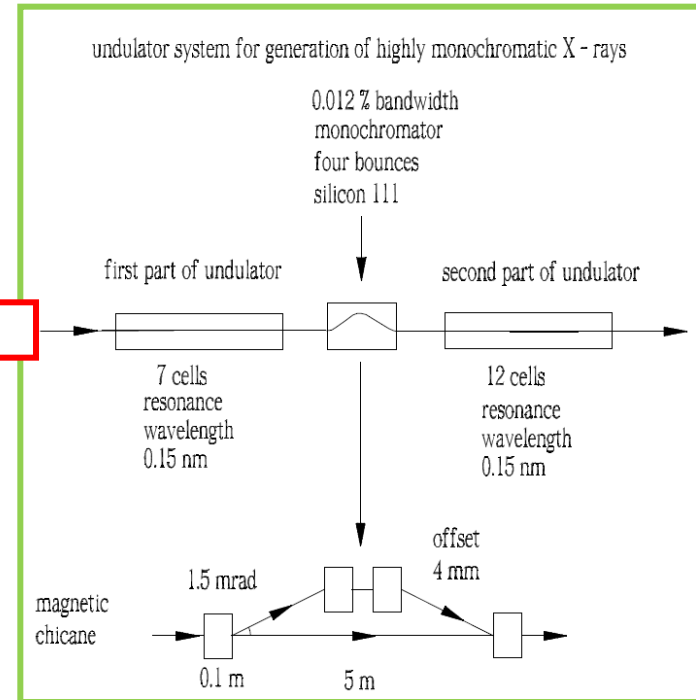 undulator system for generation of highly monochromatic X - rays
0.012 % bandwidth
monochromator
four bounces
silicon 111
first part of undulator
second part of undulator
7 cells
resonance
wavelength
0.15 nm
12 cells
resonance
wavelength
0.15 nm
offset
4 mm
1.5 mrad
magnetic
chicane
0.1 m
5 m